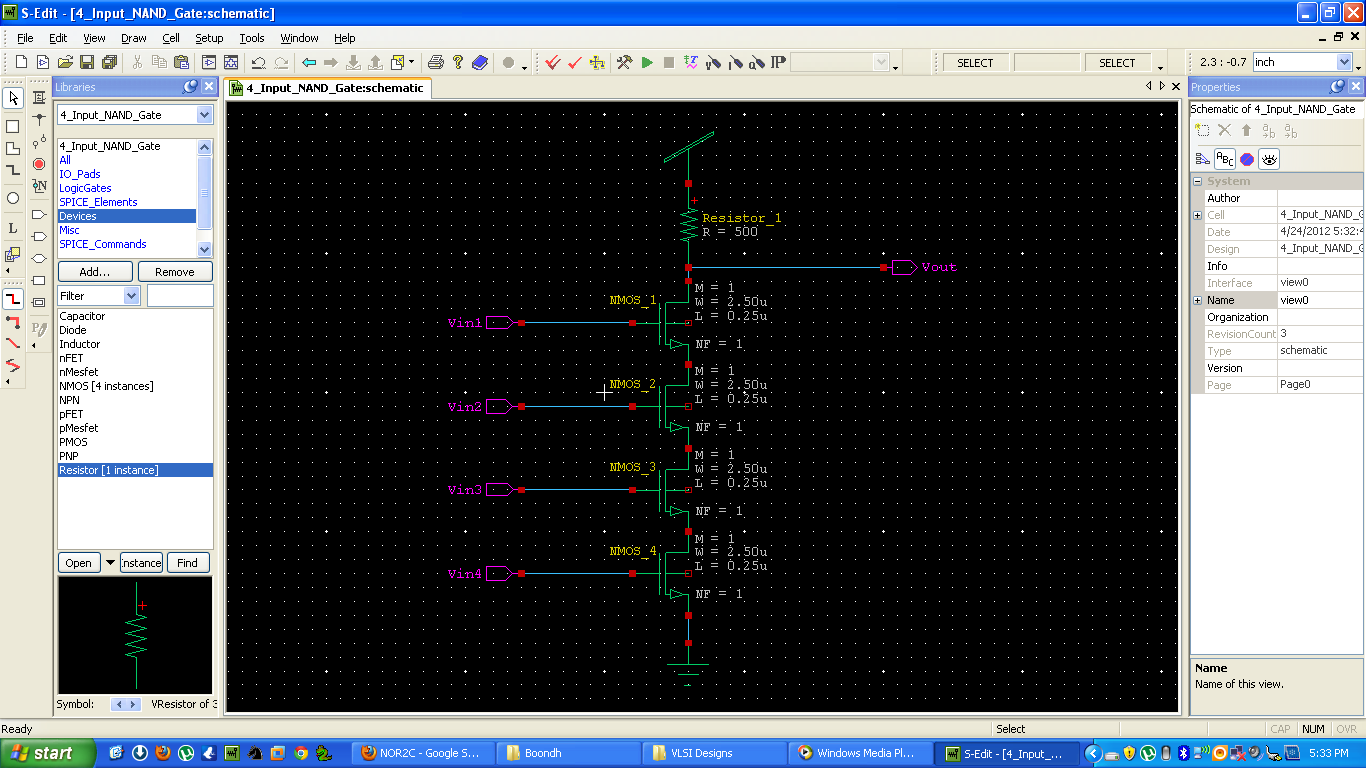 S-Edit - [4_Input_NAND_Gate:schematic]
File Edit View Draw Cell Setup Tools Window Help
SELECT SELECT 2.3 : -0.7 inch
Libraries
4_Input_NAND_Gate:schematic
Properties
4_Input_NAND_Gate
Schematic of 4_Input_NAND_Gate
4_Input_NAND_Gate
All
IO_Pads
LogicGates
SPICE_Elements
Devices
Misc
SPICE_Commands
Add... Remove
Filter
Capacitor
Diode
Inductor
nFET
nMesfet
NMOS [4 instances]
NPN
pFET
pMesfet
PMOS
PNP
Resistor [1 instance]
Open Instance Find
Symbol: VResistor of 3
Resistor_1
R = 500
Vout
NMOS_1
M = 1
W = 2.50u
L = 0.25u
NF = 1
Vin1
NMOS_2
M = 1
W = 2.50u
L = 0.25u
NF = 1
Vin2
NMOS_3
M = 1
W = 2.50u
L = 0.25u
NF = 1
Vin3
NMOS_4
M = 1
W = 2.50u
L = 0.25u
NF = 1
Vin4
System
Author
Cell 4_Input_NAND_G
Date 4/24/2012 5:32:4
Design 4_Input_NAND_G
Info
Interface view0
Name view0
Organization
RevisionCount 3
Type schematic
Version
Page Page0
Name
Name of this view.
Ready Select CAP NUM OVR
start NOR2C - Google S... Boondh VLSI Designs Windows Media Pl... S-Edit - [4_Input_... 5:33 PM